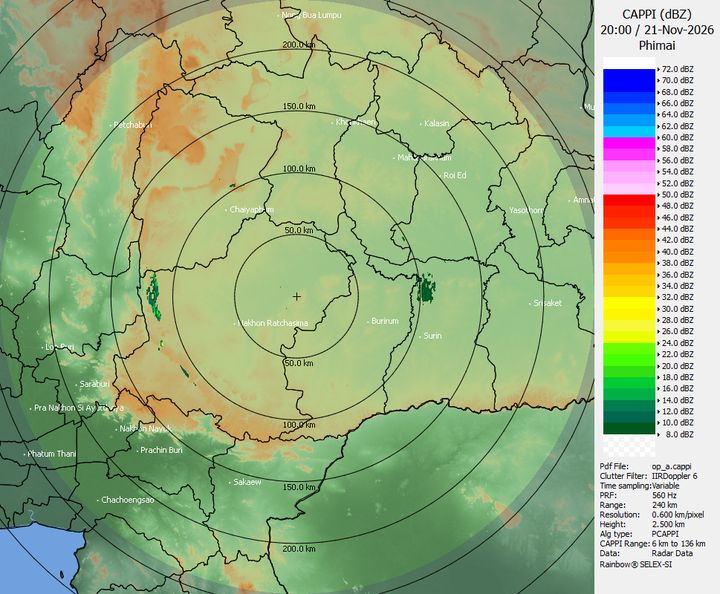 CAPPI (dBZ)
20:00 / 21-Nov-2026
Phimai
72.0 dBZ
70.0 dBZ
68.0 dBZ
66.0 dBZ
64.0 dBZ
62.0 dBZ
60.0 dBZ
58.0 dBZ
56.0 dBZ
54.0 dBZ
52.0 dBZ
50.0 dBZ
48.0 dBZ
46.0 dBZ
44.0 dBZ
42.0 dBZ
40.0 dBZ
38.0 dBZ
36.0 dBZ
34.0 dBZ
32.0 dBZ
30.0 dBZ
28.0 dBZ
26.0 dBZ
24.0 dBZ
22.0 dBZ
20.0 dBZ
18.0 dBZ
16.0 dBZ
14.0 dBZ
12.0 dBZ
10.0 dBZ
8.0 dBZ
Pdf File: op_a.cappi
Clutter Filter: IIRDoppler 6
Time sampling: Variable
PRF: 560 Hz
Range: 240 km
Resolution: 0.600 km/pixel
Height: 2.500 km
Alg type: PCAPPI
CAPPI Range: 6 km to 136 km
Data: Radar Data
Rainbow® SELEX-SI
Nong Bua Lumpu
200.0 km
150.0 km
Petchabun
Kalasin
100.0 km
Roi Ed
Chaiyaphum
Yasothorn
50.0 km
Srisaket
Nakhon Ratchasima
Burirum
Surin
50.0 km
Saraburi
100.0 km
Nakhon Nayok
Phatum Thani
Prachin Buri
Sakaew
150.0 km
Chachoengsao
200.0 km